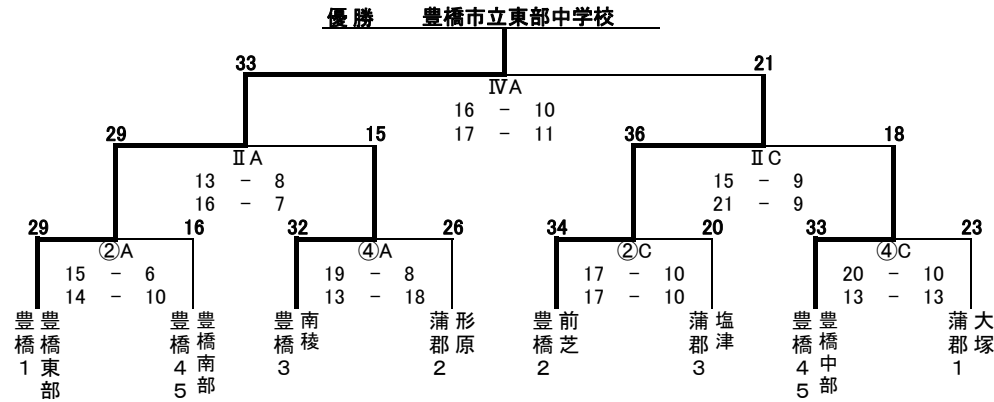 優勝 豊橋市立東部中学校
33 21
ⅣA
16 － 10
17 － 11
29 15 36 18
ⅡA ⅡC
13 － 8 15 － 9
16 － 7 21 － 9
29 16 32 26 34 20 33 23
②A ④A ②C ④C
15 － 6 19 － 8 17 － 10 20 － 10
14 － 10 13 － 18 17 － 10 13 － 13
豊橋1
豊橋東部
豊橋45
豊橋南部
豊橋3
南稜
蒲郡2
形原
豊橋2
前芝
蒲郡3
塩津
豊橋45
豊橋中部
蒲郡1
大塚